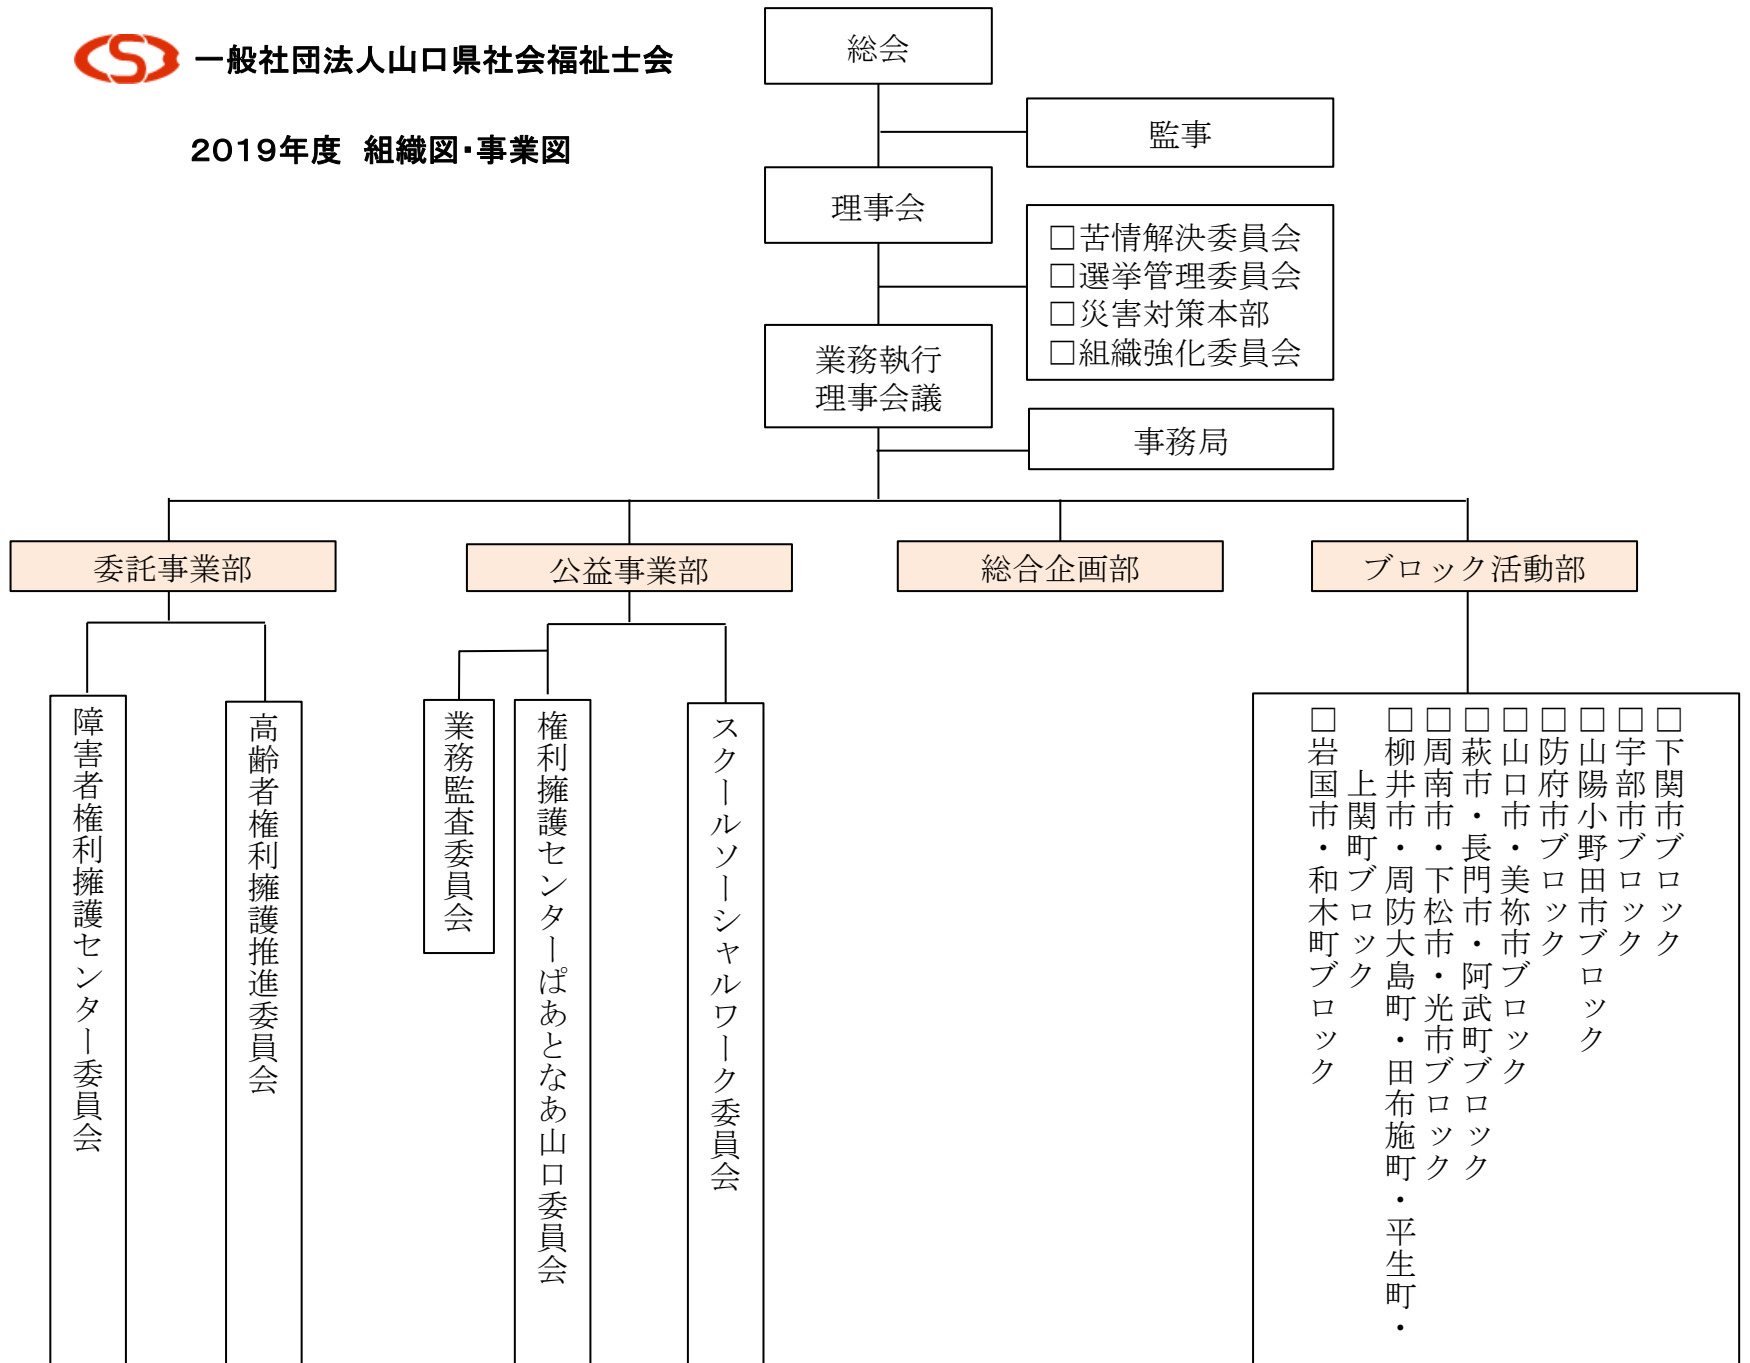 一般社団法人山口県社会福祉士会
2019年度 組織図・事業図
総会
監事
理事会
□苦情解決委員会
□選挙管理委員会
□災害対策本部
□組織強化委員会
業務執行
理事会議
事務局
委託事業部
公益事業部
総合企画部
ブロック活動部
障害者権利擁護センター委員会
高齢者権利擁護推進委員会
業務監査委員会
権利擁護センターぱあとなあ山口委員会
スクールソーシャルワーク委員会
□下関市ブロック
□宇部市ブロック
□山陽小野田市ブロック
□防府市ブロック
□山口市・美祢市ブロック
□萩市・長門市・阿武町ブロック
□周南市・下松市・光市ブロック
□柳井市・周防大島町・田布施町・平生町・
上関町ブロック
□岩国市・和木町ブロック